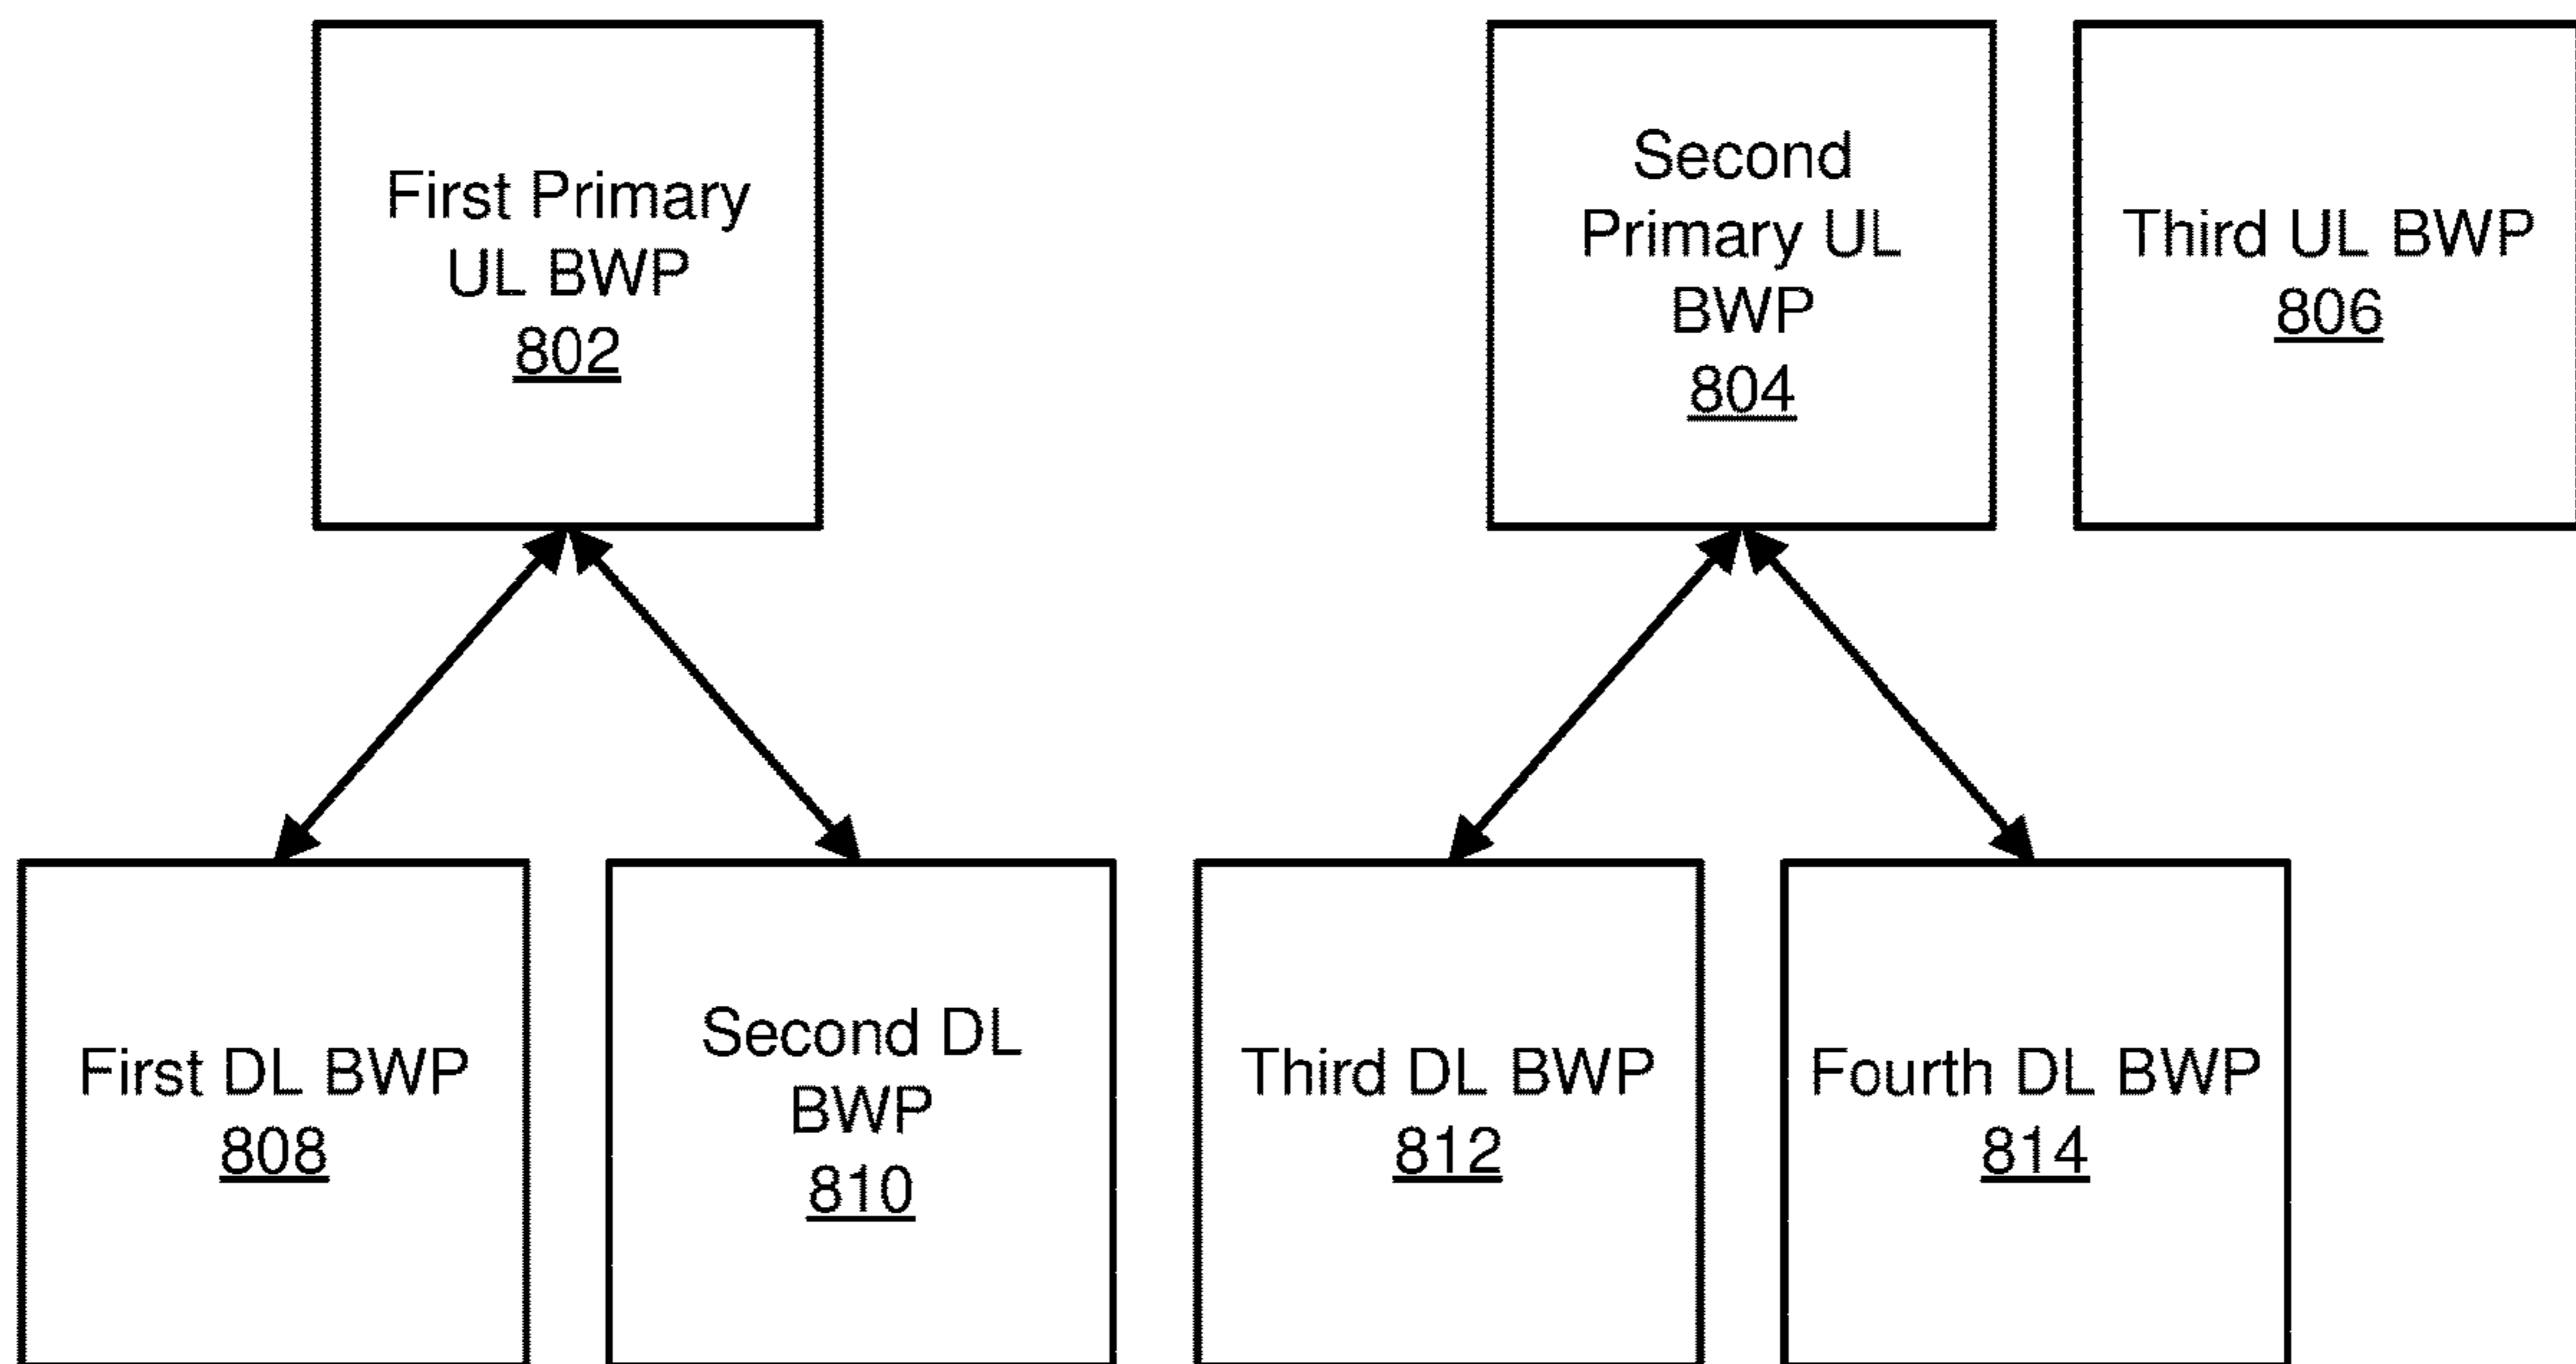 First Primary
UL BWP
802
Second
Primary UL
BWP
804
Third UL BWP
806
First DL BWP
808
Second DL
BWP
810
Third DL BWP
812
Fourth DL BWP
814